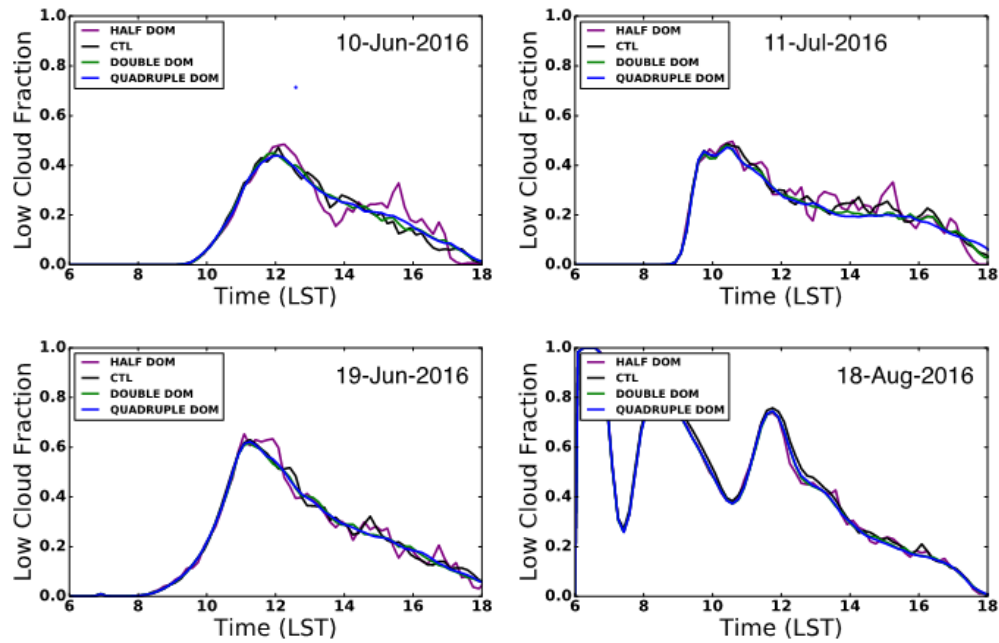 HALF DOM
CTL
DOUBLE DOM
QUADRUPLE DOM
10-Jun-2016
Low Cloud Fraction
1.0
0.8
0.6
0.4
0.2
0.0
6 8 10 12 14 16 18
Time (LST)
HALF DOM
CTL
DOUBLE DOM
QUADRUPLE DOM
11-Jul-2016
Low Cloud Fraction
1.0
0.8
0.6
0.4
0.2
0.0
6 8 10 12 14 16 18
Time (LST)
HALF DOM
CTL
DOUBLE DOM
QUADRUPLE DOM
19-Jun-2016
Low Cloud Fraction
1.0
0.8
0.6
0.4
0.2
0.0
6 8 10 12 14 16 18
Time (LST)
HALF DOM
CTL
DOUBLE DOM
QUADRUPLE DOM
18-Aug-2016
Low Cloud Fraction
1.0
0.8
0.6
0.4
0.2
0.0
6 8 10 12 14 16 18
Time (LST)